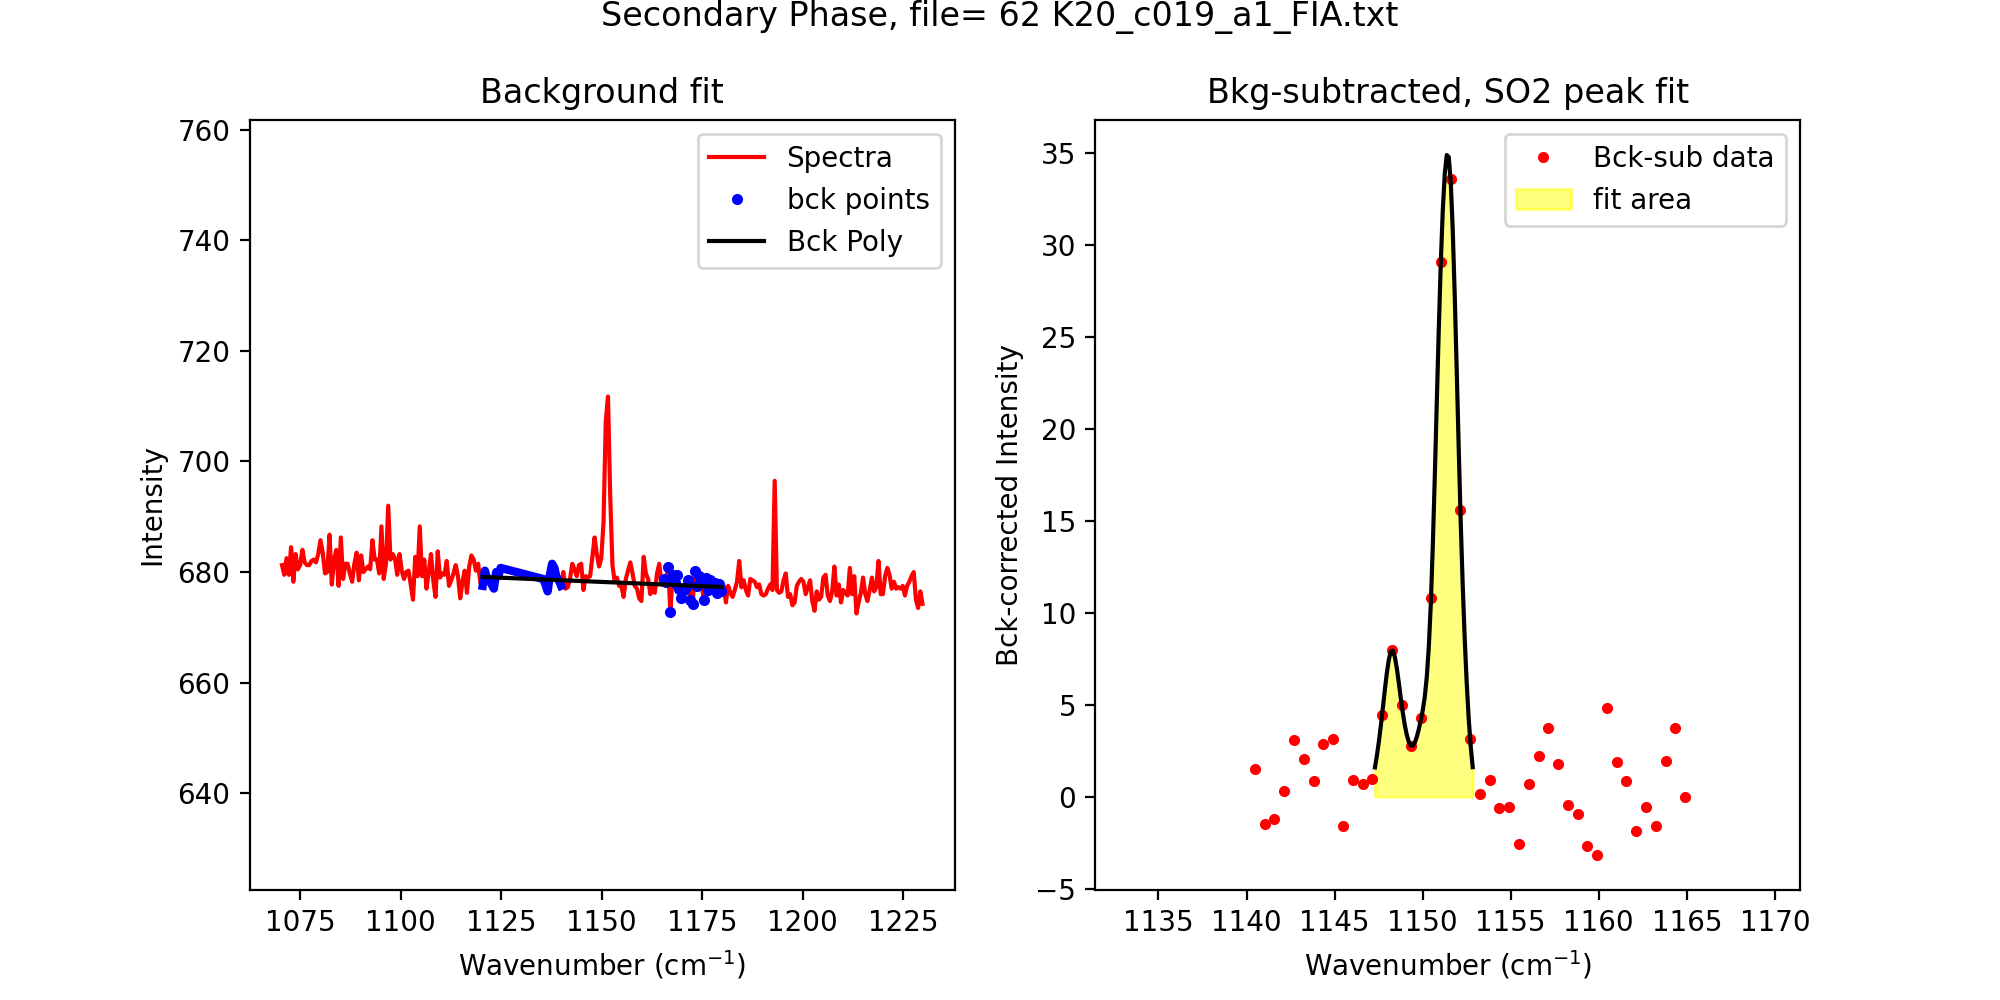 Secondary Phase, file= 62 K20_c019_a1_FIA.txt
Background fit
Spectra
bck points
Bck Poly
Intensity
760
740
720
700
680
660
640
1075 1100 1125 1150 1175 1200 1225
Wavenumber (cm⁻¹)
Bkg-subtracted, SO2 peak fit
Bck-sub data
fit area
Bck-corrected Intensity
35
30
25
20
15
10
5
0
−5
1135 1140 1145 1150 1155 1160 1165 1170
Wavenumber (cm⁻¹)